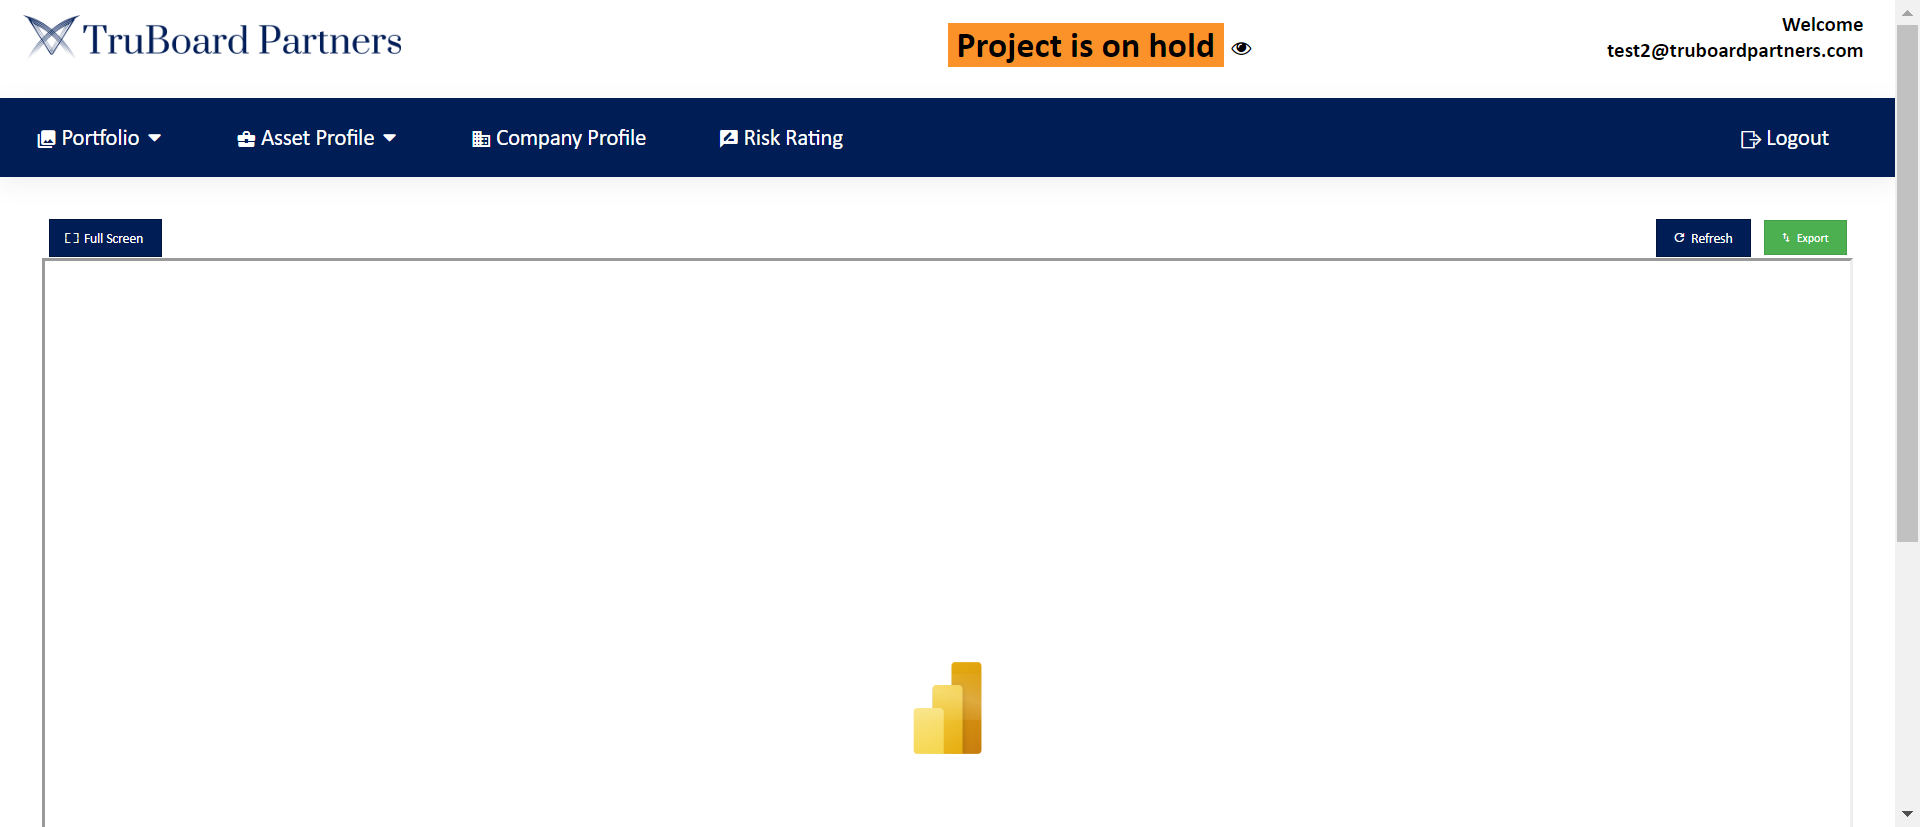 TruBoard Partners
Project is on hold
Welcome
test2@truboardpartners.com
Portfolio
Asset Profile
Company Profile
Risk Rating
Logout
Full Screen
Refresh
Export